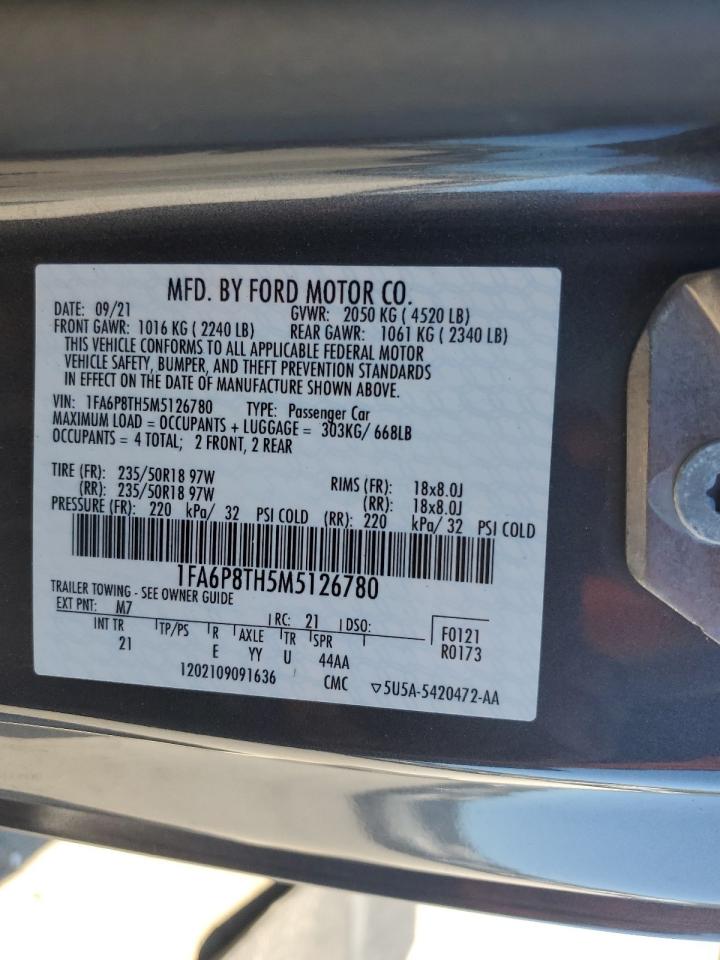 MFD. BY FORD MOTOR CO.
DATE: 09/21 GVWR: 2050 KG ( 4520 LB)
FRONT GAWR: 1016 KG ( 2240 LB) REAR GAWR: 1061 KG ( 2340 LB)
THIS VEHICLE CONFORMS TO ALL APPLICABLE FEDERAL MOTOR
VEHICLE SAFETY, BUMPER, AND THEFT PREVENTION STANDARDS
IN EFFECT ON THE DATE OF MANUFACTURE SHOWN ABOVE.
VIN: 1FA6P8TH5M5126780 TYPE: Passenger Car
MAXIMUM LOAD = OCCUPANTS + LUGGAGE = 303KG/ 668LB
OCCUPANTS = 4 TOTAL; 2 FRONT, 2 REAR
TIRE (FR): 235/50R18 97W RIMS (FR): 18x8.0J
(RR): 235/50R18 97W (RR): 18x8.0J
PRESSURE (FR): 220 kPa/ 32 PSI COLD (RR): 220 kPa/ 32 PSI COLD
1FA6P8TH5M5126780
TRAILER TOWING - SEE OWNER GUIDE
EXT PNT: M7 RC: 21 DSO: F0121
INT TR TP/PS R AXLE TR SPR R0173
21 E YY U 44AA
1202109091636 CMC ▽5U5A-5420472-AA